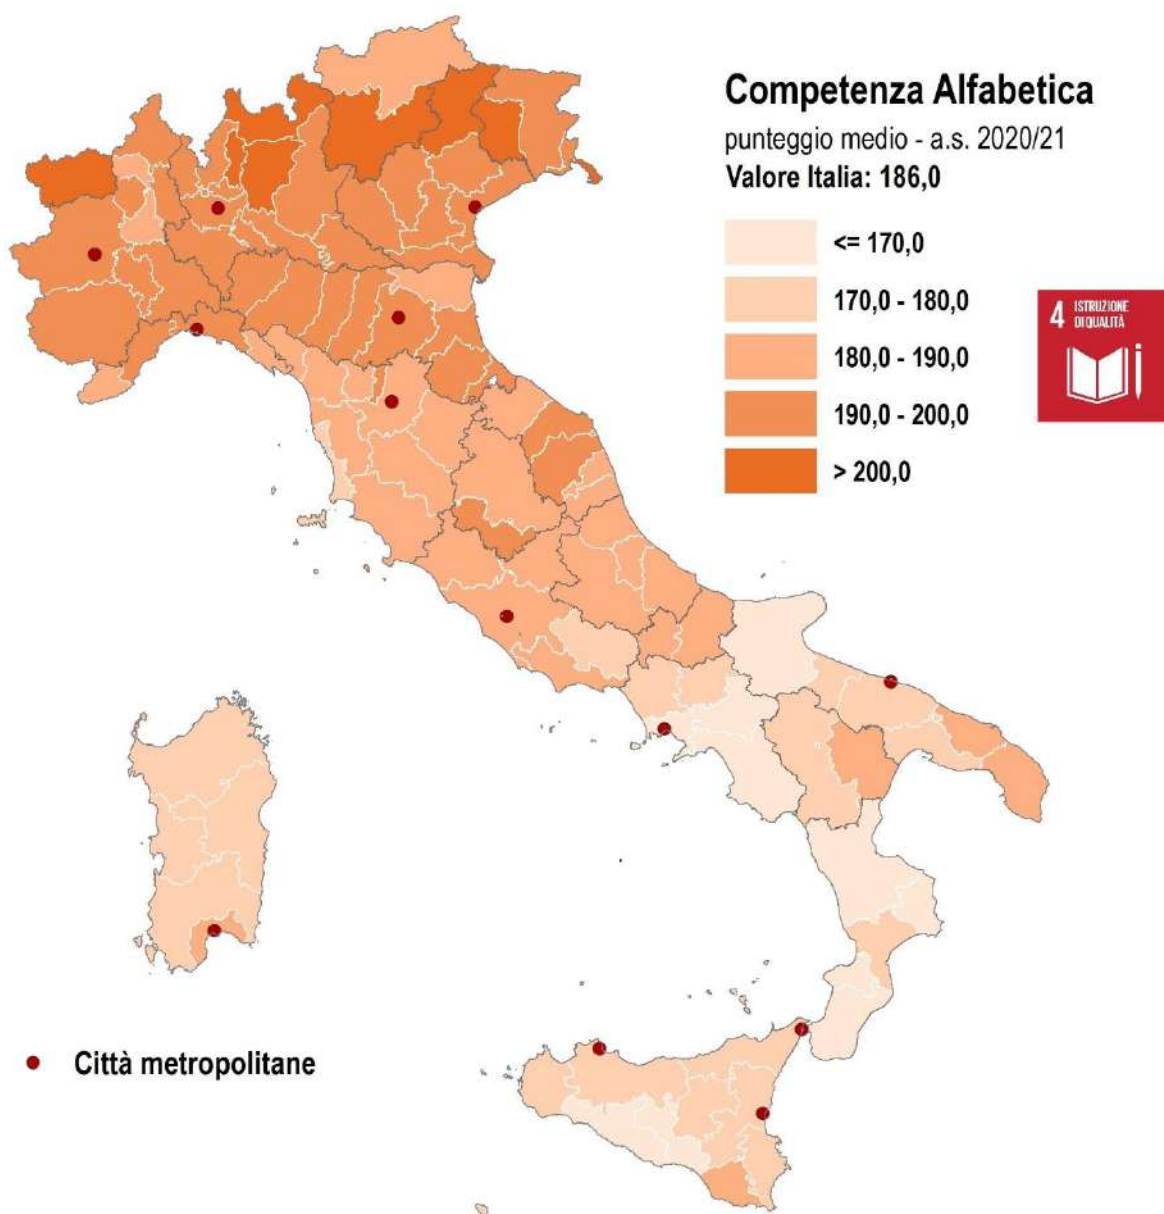 Competenza Alfabetica
punteggio medio - a.s. 2020/21
Valore Italia: 186,0
<= 170,0
170,0 - 180,0
180,0 - 190,0
190,0 - 200,0
> 200,0
4 ISTRUZIONE
DI QUALITÀ
Città metropolitane